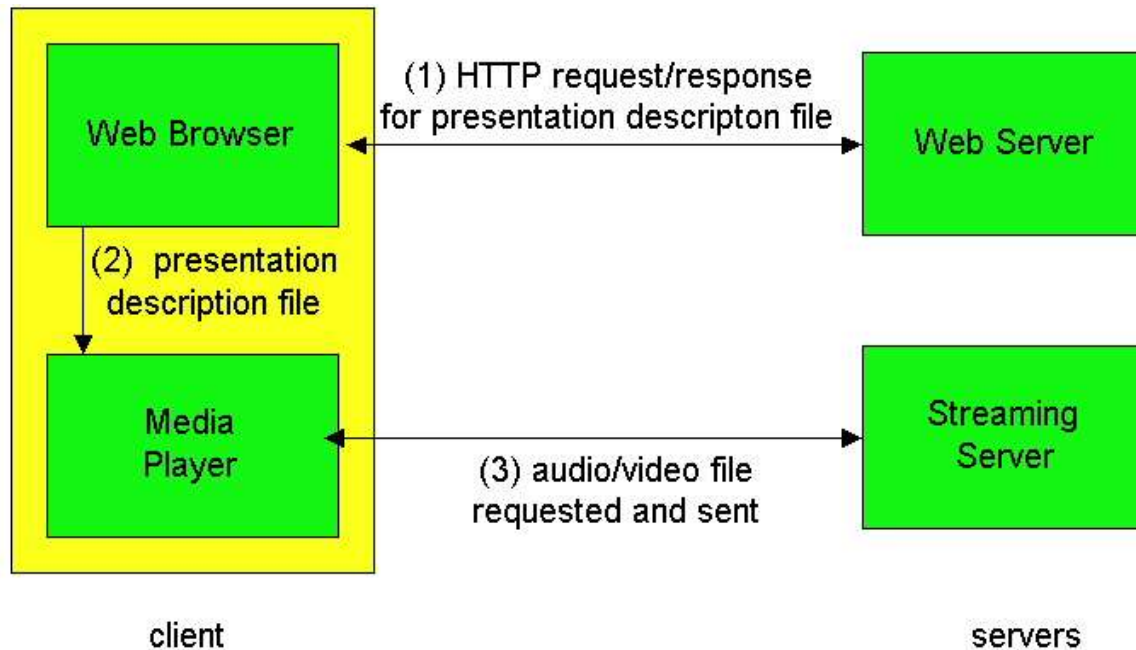 Web Browser
(1) HTTP request/response
for presentation descripton file
Web Server
(2) presentation
description file
Media
Player
(3) audio/video file
requested and sent
Streaming
Server
client
servers